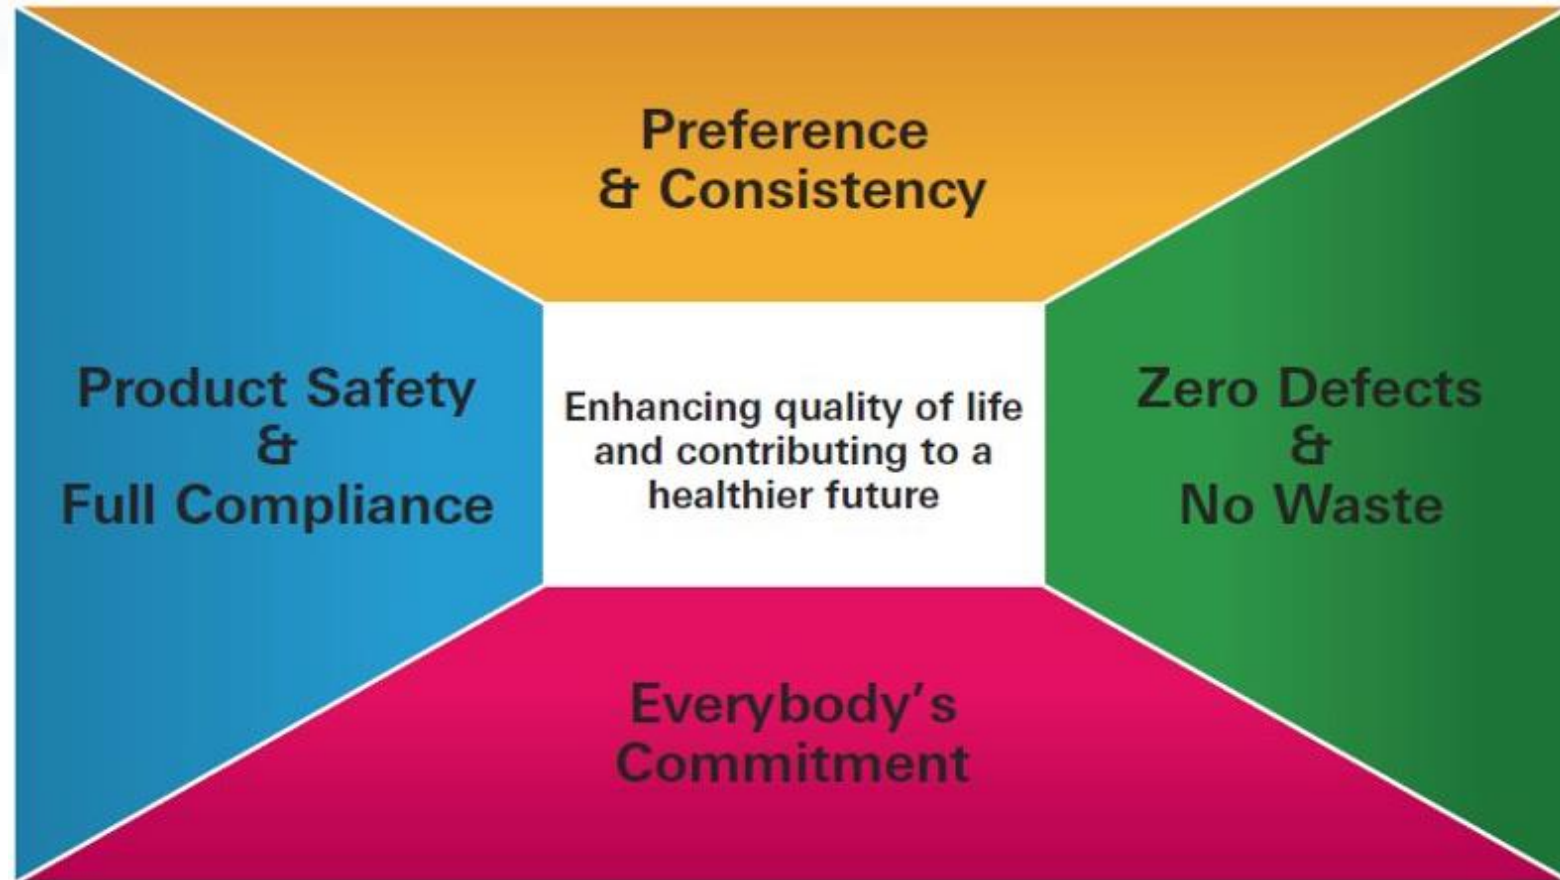 Preference
& Consistency
Product Safety
&
Full Compliance
Enhancing quality of life
and contributing to a
healthier future
Zero Defects
&
No Waste
Everybody’s
Commitment